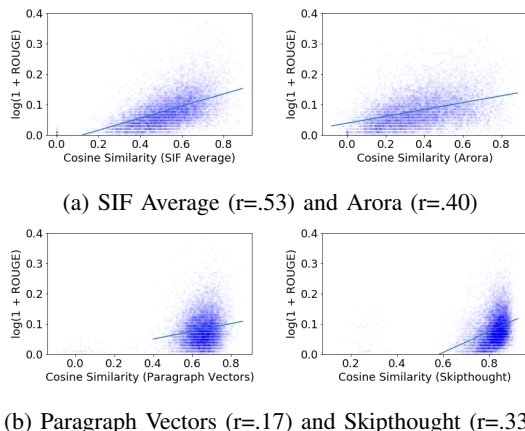 0.4
0.3
0.2
0.1
0.0
log(1 + ROUGE)
0.0 0.2 0.4 0.6 0.8
Cosine Similarity (SIF Average)
0.4
0.3
0.2
0.1
0.0
log(1 + ROUGE)
0.0 0.2 0.4 0.6 0.8
Cosine Similarity (Arora)
(a) SIF Average (r=.53) and Arora (r=.40)
0.4
0.3
0.2
0.1
0.0
log(1 + ROUGE)
0.0 0.2 0.4 0.6 0.8
Cosine Similarity (Paragraph Vectors)
0.4
0.3
0.2
0.1
0.0
log(1 + ROUGE)
0.2 0.4 0.6 0.8
Cosine Similarity (Skipthought)
(b) Paragraph Vectors (r=.17) and Skipthought (r=.33